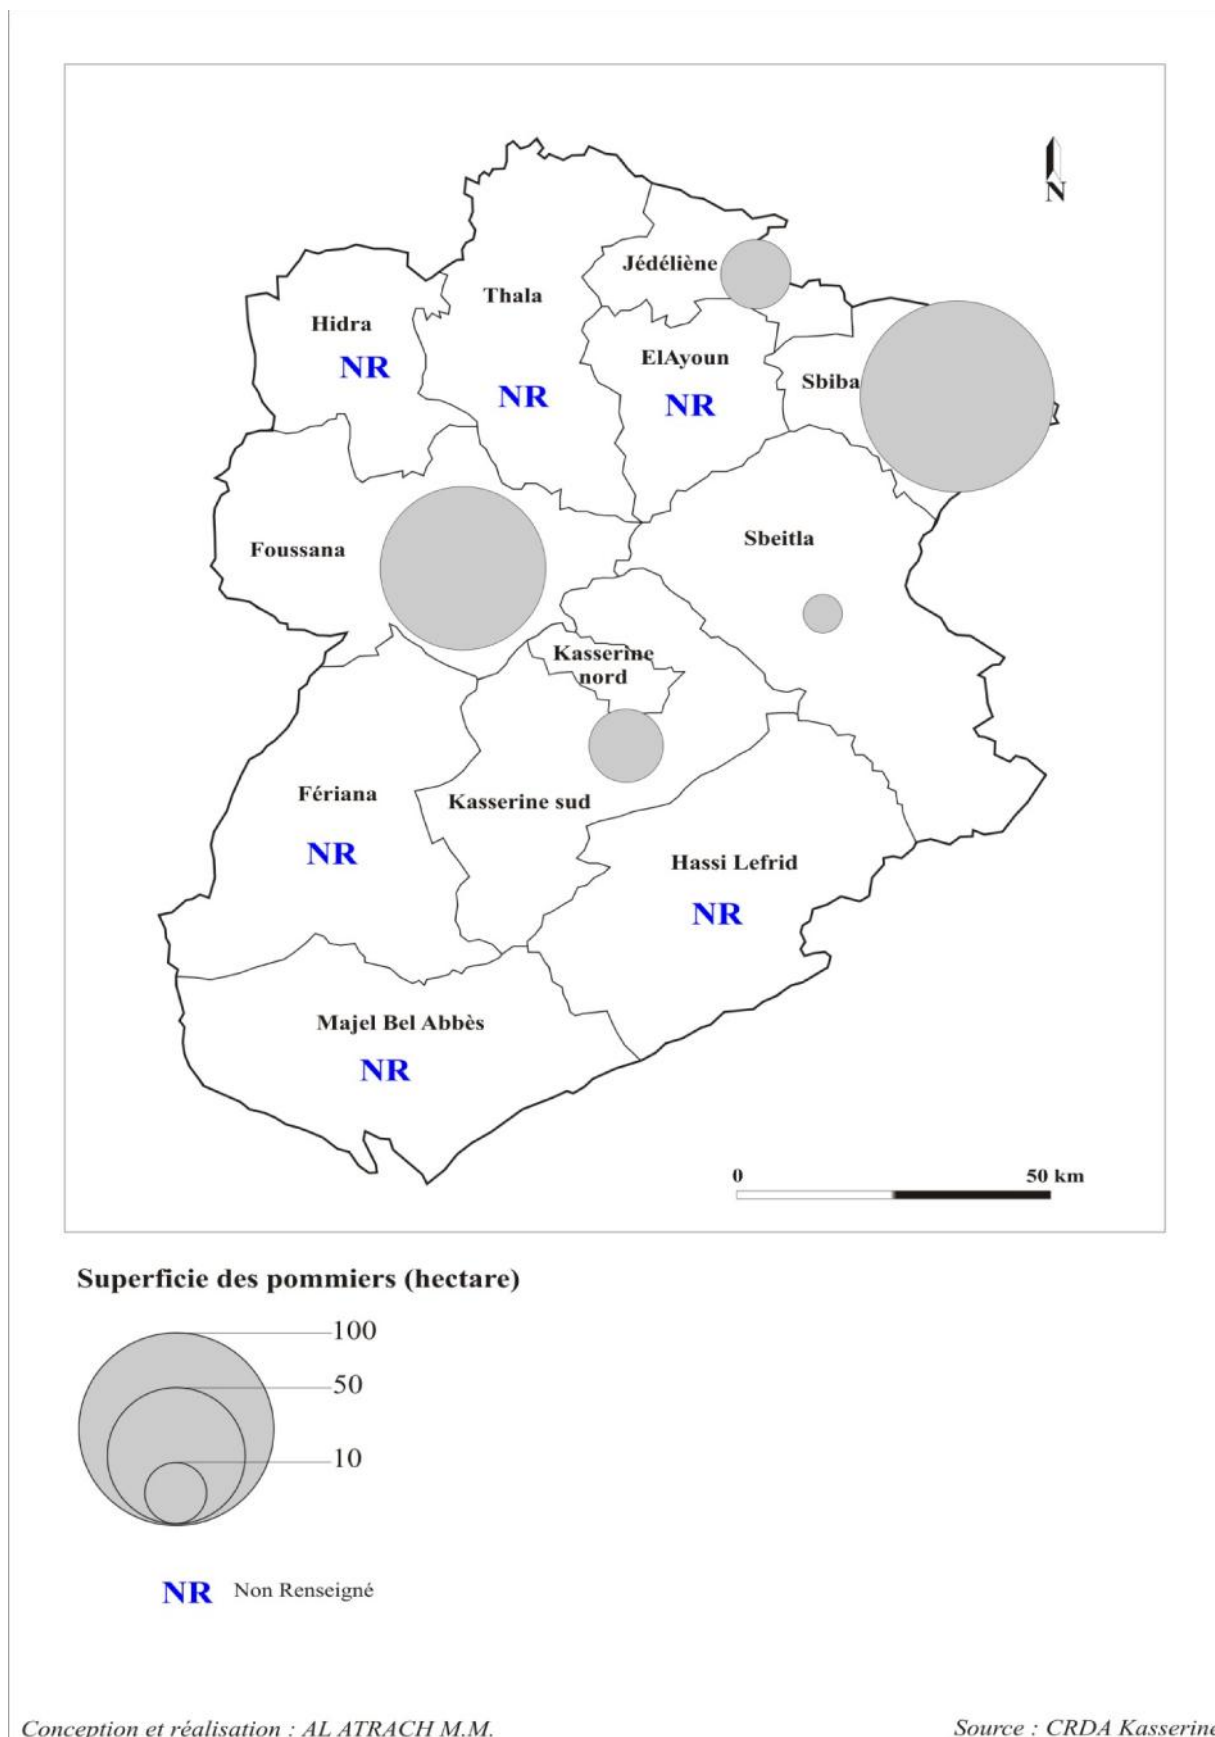 N
Jédéliène
Thala
Hidra
NR
ElAyoun
Sbiba
NR
NR
Sbeitla
Foussana
Kasserine
nord
Fériana
Kasserine sud
NR
Hassi Lefrid
NR
Majel Bel Abbès
NR
0 50 km
Superficie des pommiers (hectare)
100
50
10
NR Non Renseigné
Conception et réalisation : AL ATRACH M.M. Source : CRDA Kasserine